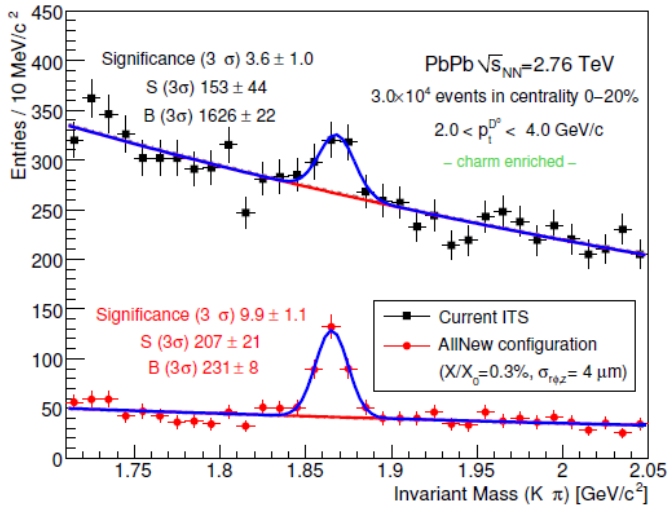 450
400
350
300
250
200
150
100
50
0
Entries / 10 MeV/c²
Significance (3 σ) 3.6 ± 1.0
S (3σ) 153 ± 44
B (3σ) 1626 ± 22
PbPb √sNN=2.76 TeV
3.0×10⁴ events in centrality 0–20%
2.0 < ptD⁰ < 4.0 GeV/c
– charm enriched –
Significance (3 σ) 9.9 ± 1.1
S (3σ) 207 ± 21
B (3σ) 231 ± 8
Current ITS
AllNew configuration
(X/X₀=0.3%, σrϕ,z= 4 μm)
1.75 1.8 1.85 1.9 1.95 2 2.05
Invariant Mass (K π) [GeV/c²]